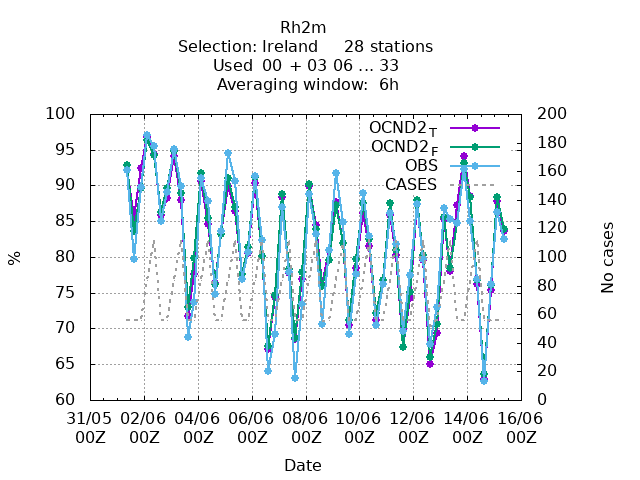 Rh2m
Selection: Ireland 28 stations
Used 00 + 03 06 ... 33
Averaging window: 6h
OCND2T
OCND2F
OBS
CASES
100
95
90
85
80
75
70
65
60
%
200
180
160
140
120
100
80
60
40
20
0
No cases
31/05 02/06 04/06 06/06 08/06 10/06 12/06 14/06 16/06
00Z 00Z 00Z 00Z 00Z 00Z 00Z 00Z 00Z
Date